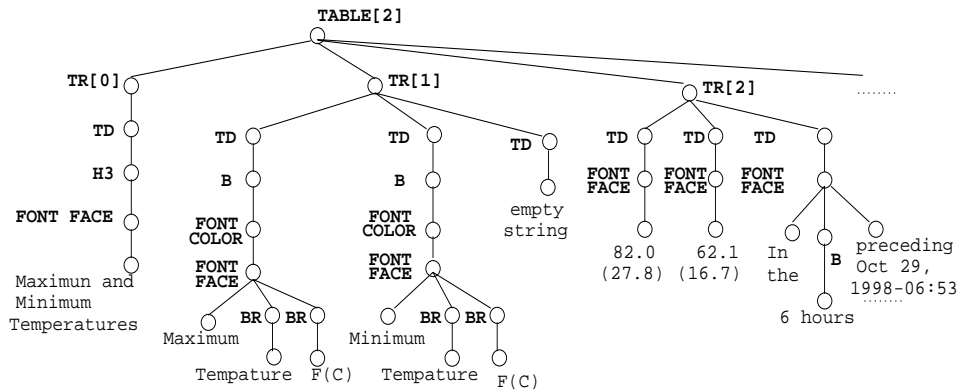 TABLE[2]
TR[0]
TR[1]
TR[2]
........
TD
TD
TD
TD
TD
TD
TD
H3
B
B
FONT
FACE
FONT
FACE
FONT
FACE
FONT FACE
FONT
COLOR
FONT
COLOR
empty
string
82.0
(27.8)
62.1
(16.7)
In
the
B
preceding
Oct 29,
1998-06:53
........
FONT
FACE
FONT
FACE
Maximun and
Minimum
Temperatures
Maximum
BR
BR
Minimum
BR
BR
6 hours
Tempature
F(C)
Tempature
F(C)